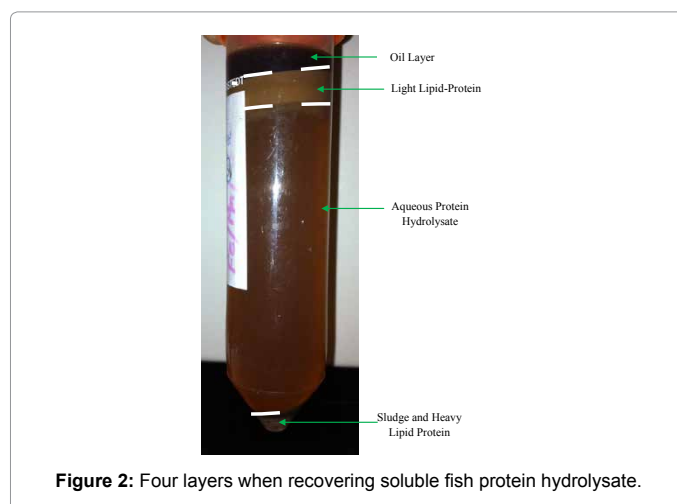 Oil Layer
Light Lipid-Protein
Aqueous Protein
Hydrolysate
Sludge and Heavy
Lipid Protein
Figure 2: Four layers when recovering soluble fish protein hydrolysate.